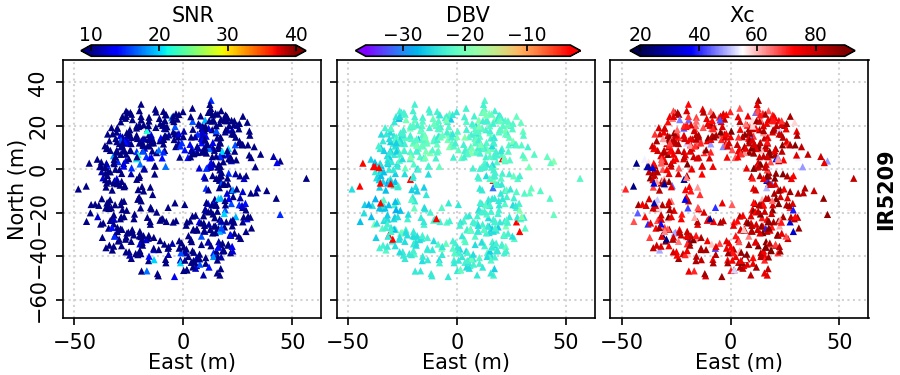 SNR DBV Xc
10 20 30 40 −30 −20 −10 20 40 60 80
40
20
0
−20
−40
−60
North (m)
−50 0 50 −50 0 50 −50 0 50
East (m) East (m) East (m)
IR5209